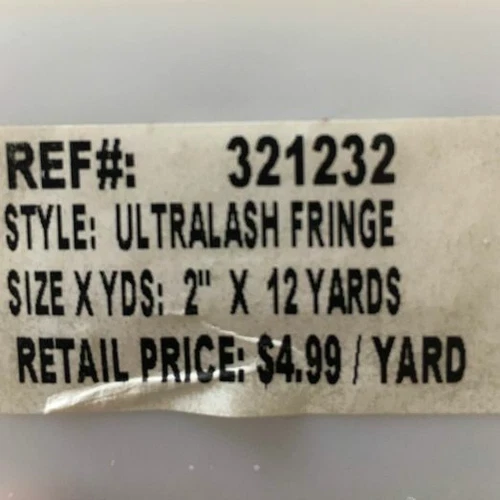 REF#: 321232
STYLE: ULTRALASH FRINGE
SIZE X YDS: 2" X 12 YARDS
RETAIL PRICE: $4.99 / YARD